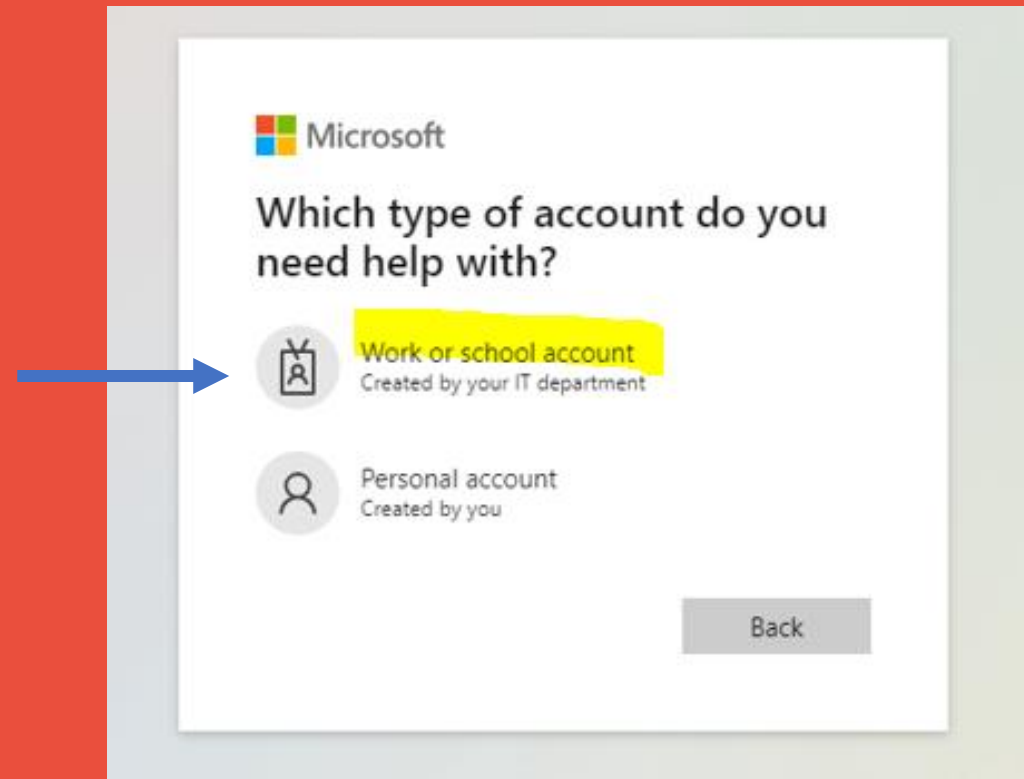 Microsoft
Which type of account do you
need help with?
Work or school account
Created by your IT department
Personal account
Created by you
Back